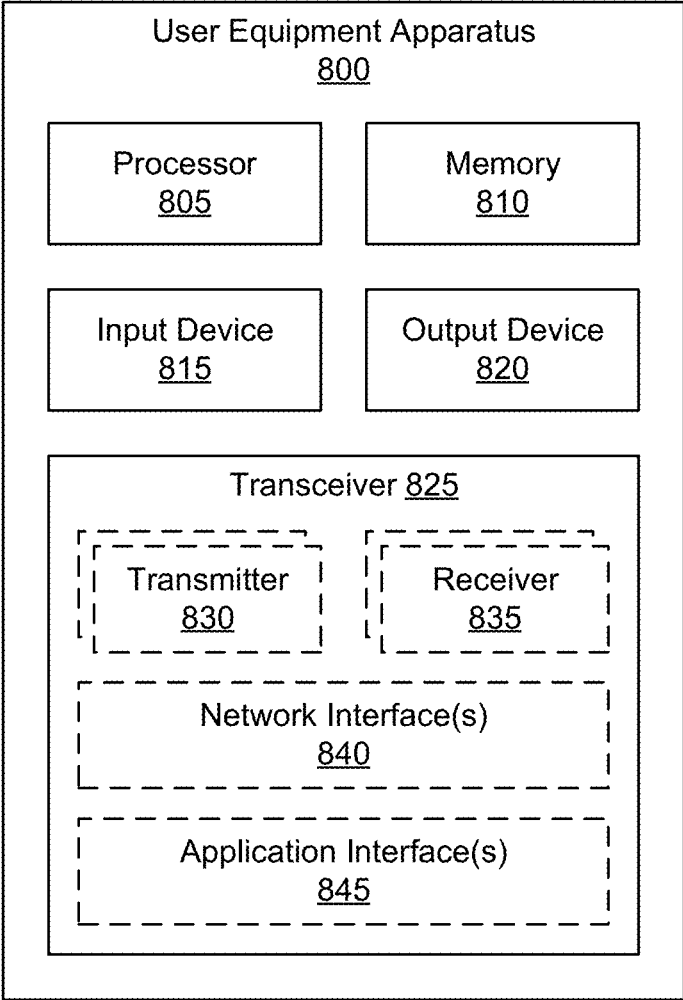 User Equipment Apparatus
800
Processor
805
Memory
810
Input Device
815
Output Device
820
Transceiver 825
Transmitter
830
Receiver
835
Network Interface(s)
840
Application Interface(s)
845